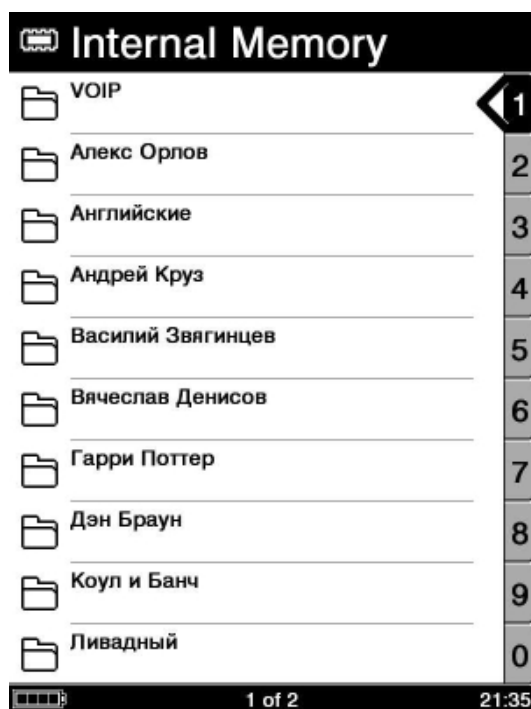 Internal Memory
VOIP
1
Алекс Орлов
2
Английские
3
Андрей Круз
4
Василий Звягинцев
5
Вячеслав Денисов
6
Гарри Поттер
7
Дэн Браун
8
Коул и Банч
9
Ливадный
0
1 of 2
21:35